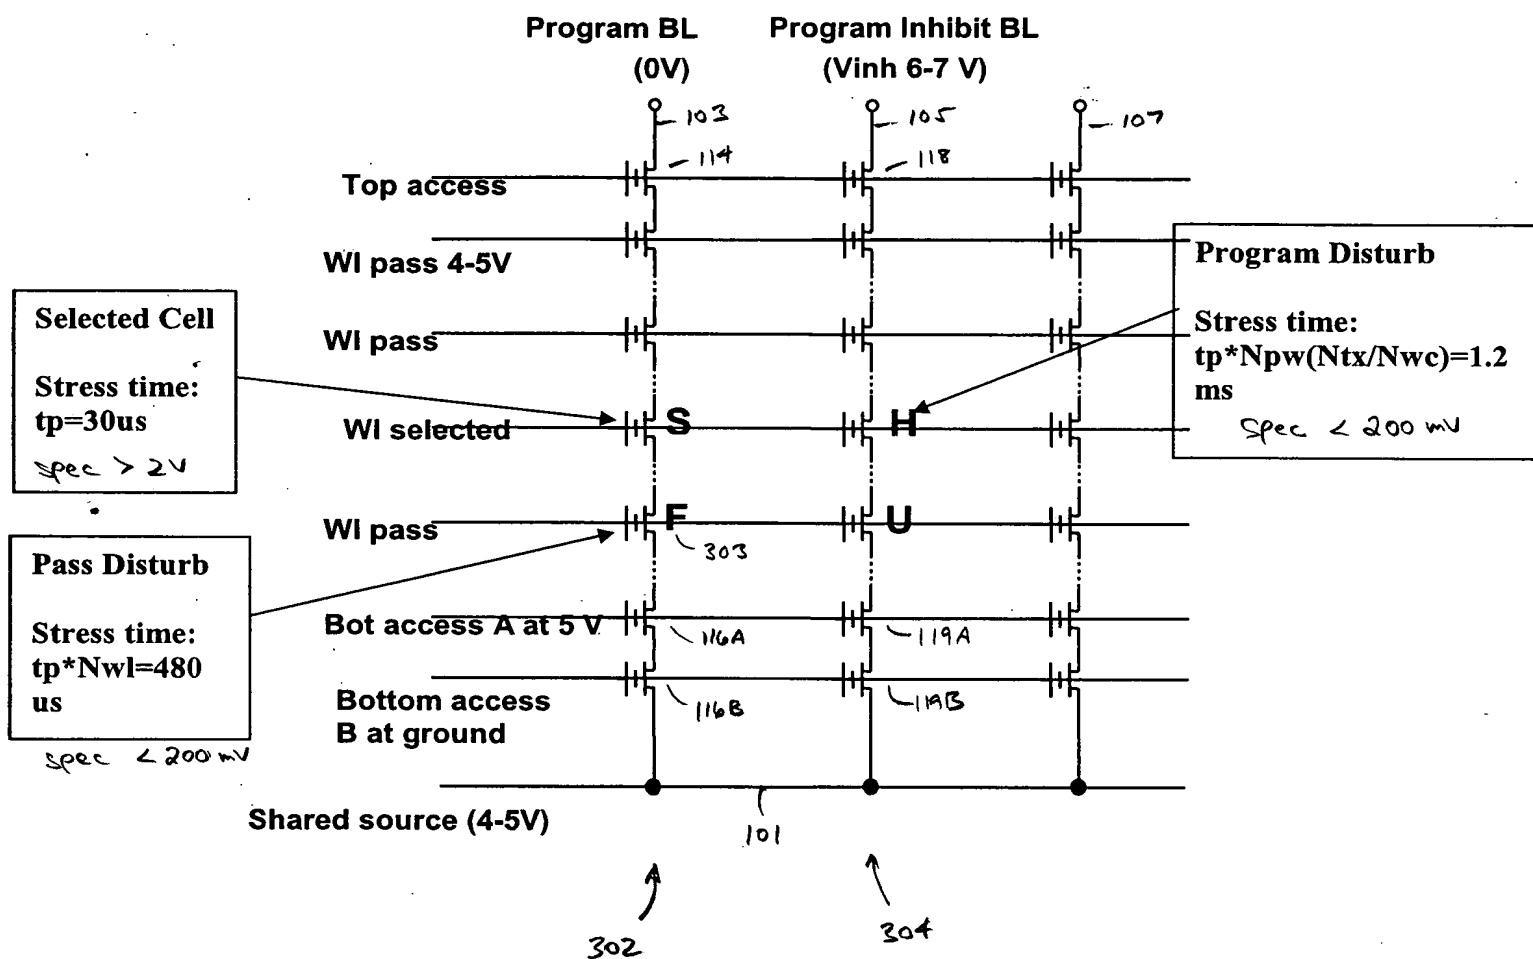 Program BL
(0V)
Program Inhibit BL
(Vinh 6-7 V)
103
105
107
114
118
Top access
Wl pass 4-5V
Program Disturb
Stress time:
tp*Npw(Ntx/Nwc)=1.2
ms
spec < 200 mV
Selected Cell
Stress time:
tp=30us
spec > 2V
Wl pass
Wl selected
S
H
Wl pass
F
U
303
Pass Disturb
Stress time:
tp*Nwl=480
us
spec < 200 mV
Bot access A at 5 V
116A
119A
Bottom access
B at ground
116B
119B
Shared source (4-5V)
101
302
304